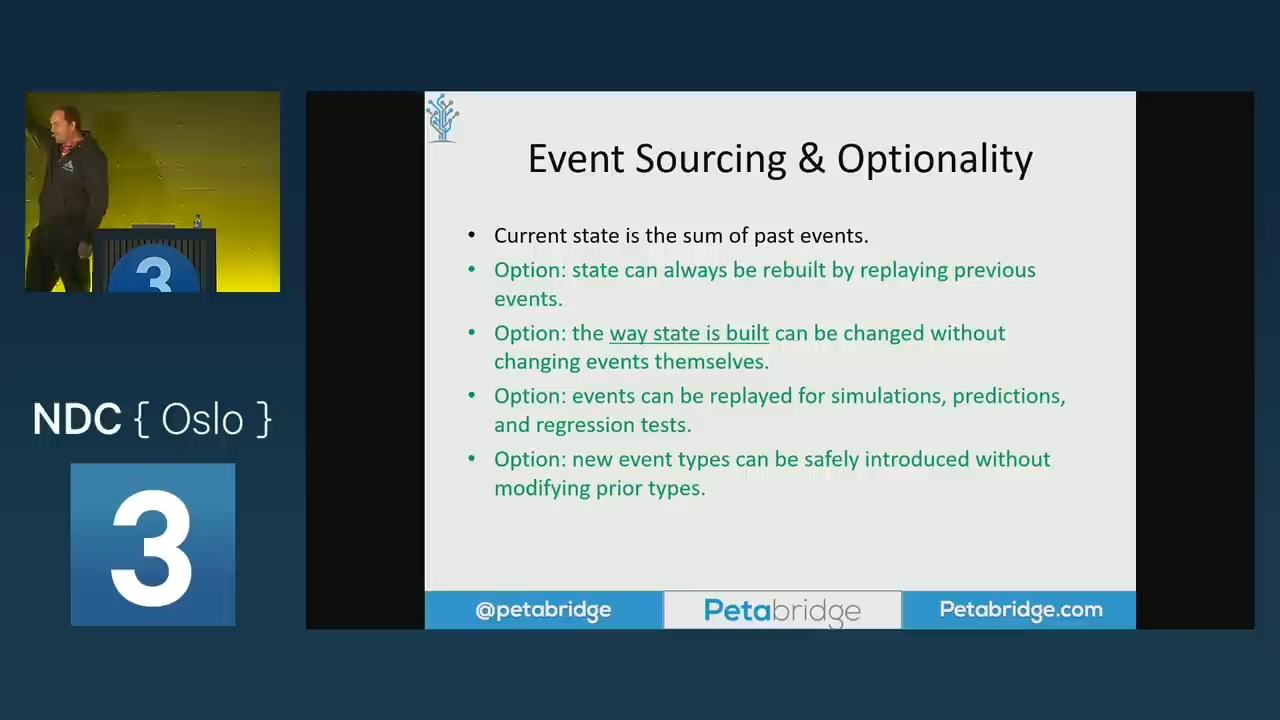 Event Sourcing & Optionality
• Current state is the sum of past events.
• Option: state can always be rebuilt by replaying previous
events.
• Option: the way state is built can be changed without
changing events themselves.
• Option: events can be replayed for simulations, predictions,
and regression tests.
• Option: new event types can be safely introduced without
modifying prior types.
@petabridge
Petabridge
Petabridge.com
3
NDC { Oslo }
3